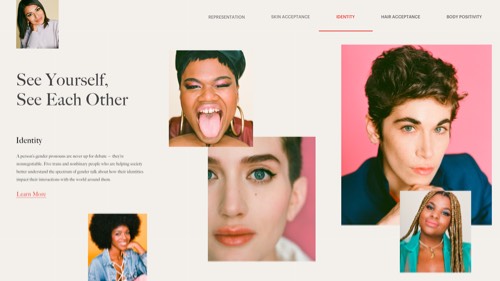 REPRESENTATION
SKIN ACCEPTANCE
IDENTITY
HAIR ACCEPTANCE
BODY POSITIVITY
See Yourself,
See Each Other
Identity
A person's gender pronouns are never up for debate — they're
nonnegotiable. Five trans and nonbinary people who are helping society
better understand the spectrum of gender talk about how their identities
impact their interactions with the world around them.
Learn More